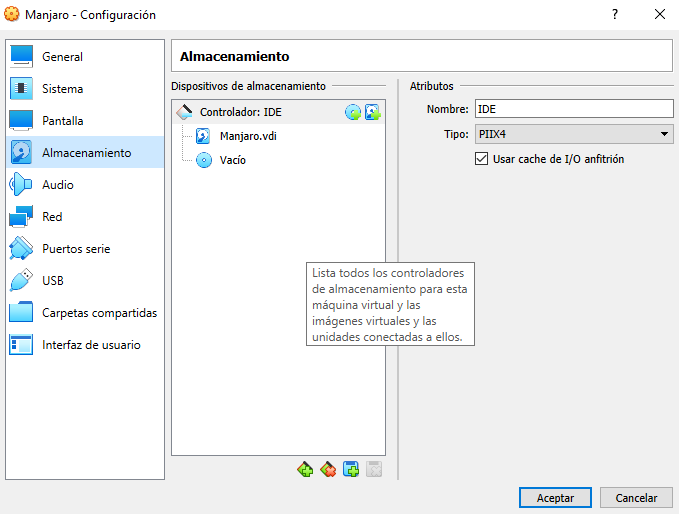 Manjaro - Configuración
?
General
Sistema
Pantalla
Almacenamiento
Audio
Red
Puertos serie
USB
Carpetas compartidas
Interfaz de usuario
Almacenamiento
Dispositivos de almacenamiento
Controlador: IDE
Manjaro.vdi
Vacío
Atributos
Nombre: IDE
Tipo: PIIX4
Usar cache de I/O anfitrión
Lista todos los controladores
de almacenamiento para esta
máquina virtual y las
imágenes virtuales y las
unidades conectadas a ellos.
Aceptar
Cancelar